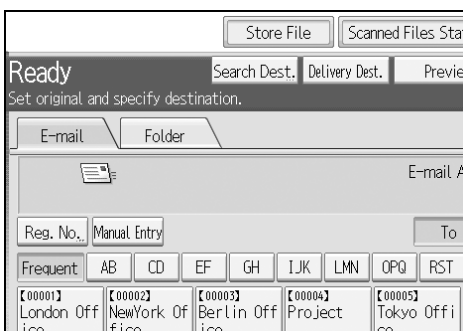 Store File Scanned Files Sta
Ready Search Dest. Delivery Dest. Previe
Set original and specify destination.
E-mail Folder
E-mail A
Reg. No. Manual Entry To
Frequent AB CD EF GH IJK LMN OPQ RST
【00001】 【00002】 【00003】 【00004】 【00005】
London Off NewYork Of Berlin Off Project Tokyo Offi
ice fice ice ce